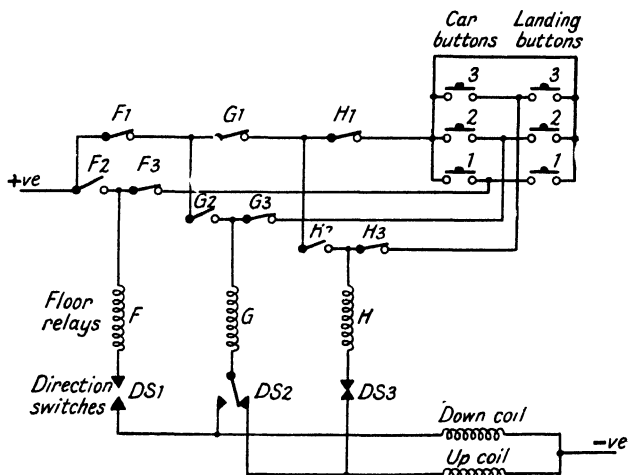 Car buttons
Landing buttons
3 3
F1 G1 H1
2 2
F2 F3
1 1
+ve
G2 G3
H3
Floor relays
F G H
Direction switches
DS1 DS2 DS3
Down coil
-ve
Up coil